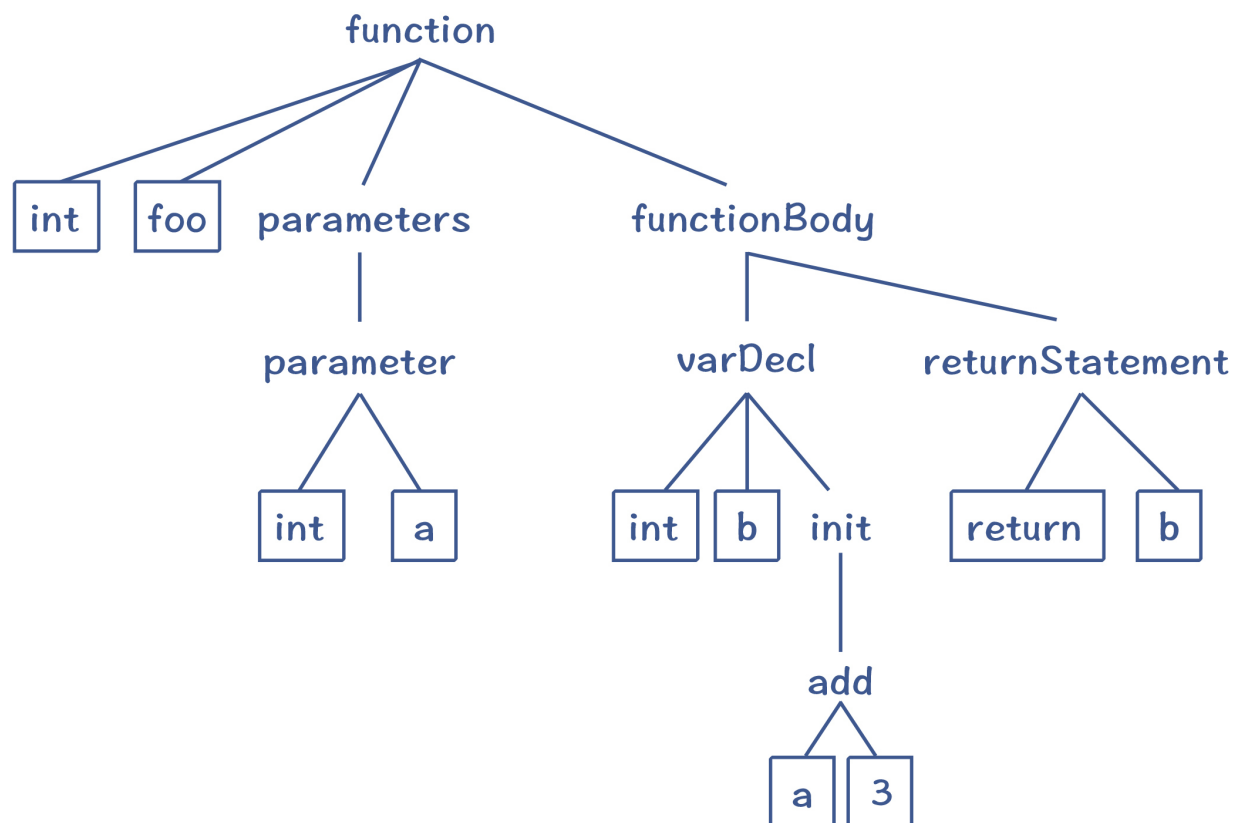 function
int foo parameters functionBody
parameter varDecl returnStatement
int a int b init return b
add
a 3